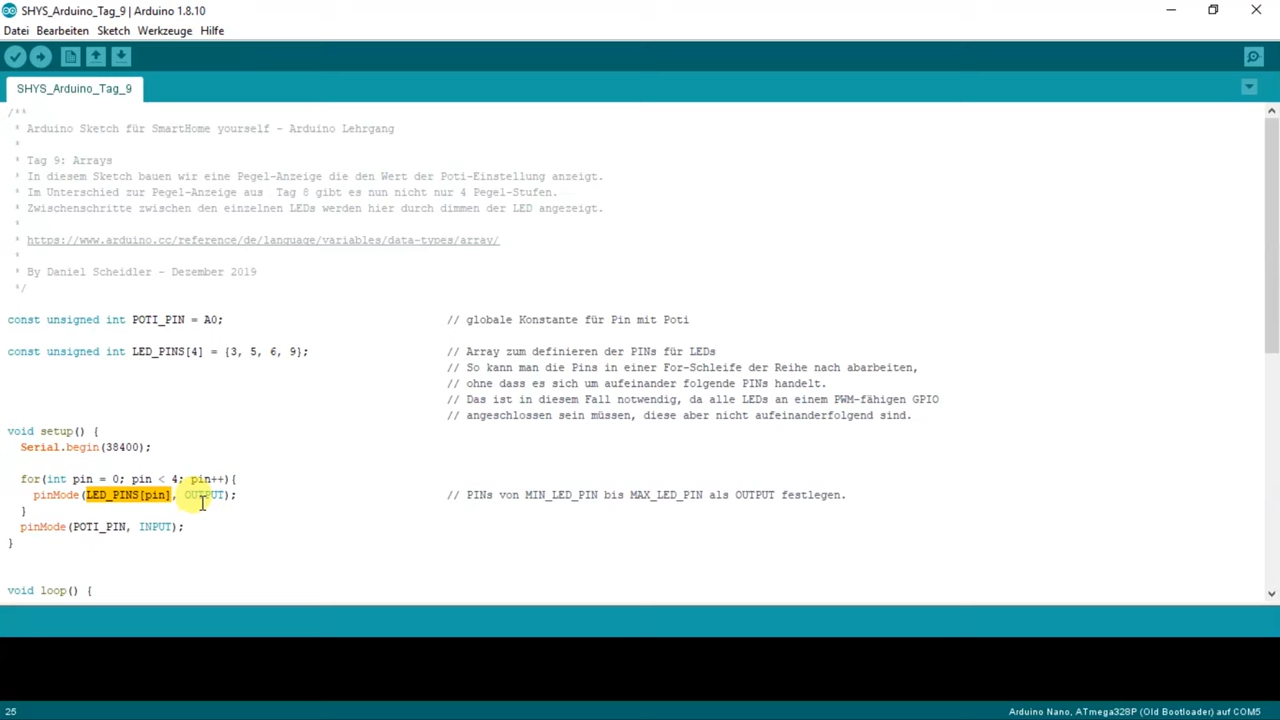 SHYS_Arduino_Tag_9 | Arduino 1.8.10
Datei Bearbeiten Sketch Werkzeuge Hilfe
SHYS_Arduino_Tag_9
/**
* Arduino Sketch für SmartHome yourself - Arduino Lehrgang
*
* Tag 9: Arrays
* In diesem Sketch bauen wir eine Pegel-Anzeige die den Wert der Poti-Einstellung anzeigt.
* Im Unterschied zur Pegel-Anzeige aus  Tag 8 gibt es nun nicht nur 4 Pegel-Stufen.
* Zwischenschritte zwischen den einzelnen LEDs werden hier durch dimmen der LED angezeigt.
*
* https://www.arduino.cc/reference/de/language/variables/data-types/array/
*
* By Daniel Scheidler - Dezember 2019
*/
const unsigned int POTI_PIN = A0; // globale Konstante für Pin mit Poti
const unsigned int LED_PINS[4] = {3, 5, 6, 9}; // Array zum definieren der PINs für LEDs
// So kann man die Pins in einer For-Schleife der Reihe nach abarbeiten,
// ohne dass es sich um aufeinander folgende PINs handelt.
// Das ist in diesem Fall notwendig, da alle LEDs an einem PWM-fähigen GPIO
// angeschlossen sein müssen, diese aber nicht aufeinanderfolgend sind.
void setup() {
Serial.begin(38400);
for(int pin = 0; pin < 4; pin++){
pinMode(LED_PINS[pin], OUTPUT); // PINs von MIN_LED_PIN bis MAX_LED_PIN als OUTPUT festlegen.
}
pinMode(POTI_PIN, INPUT);
}
void loop() {
25 Arduino Nano, ATmega328P (Old Bootloader) auf COM5